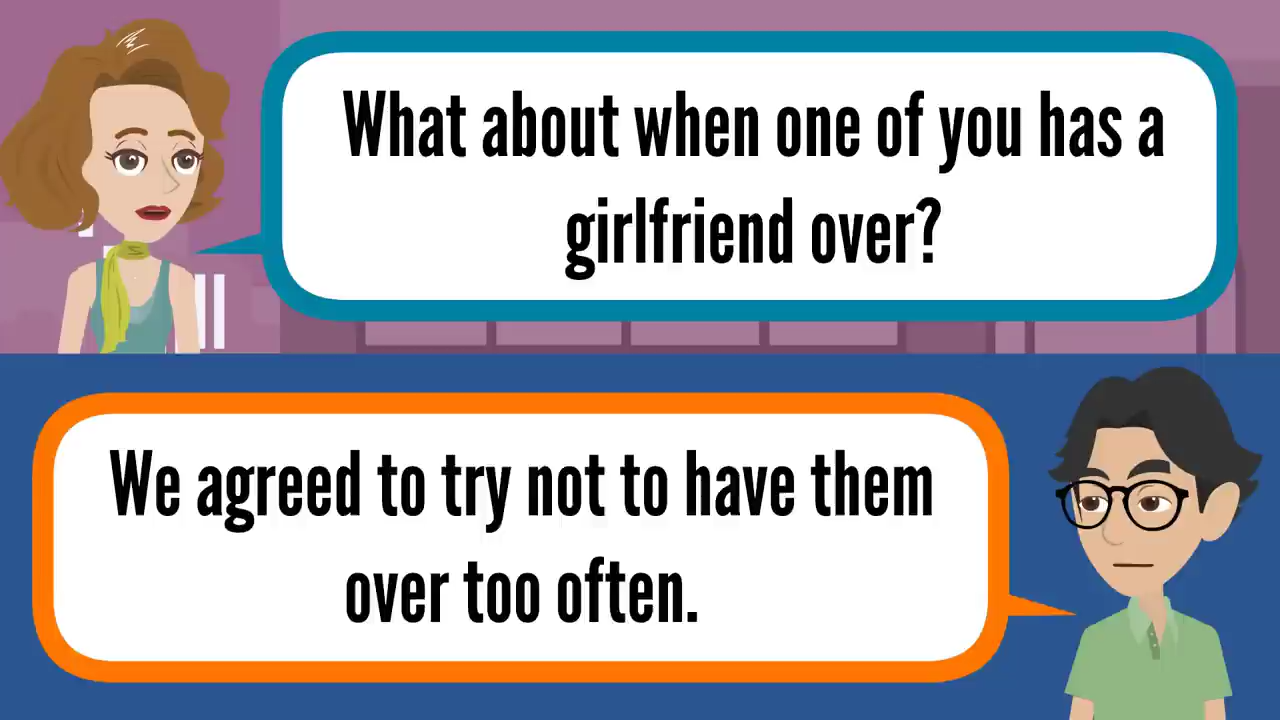 What about when one of you has a
girlfriend over?
We agreed to try not to have them
over too often.